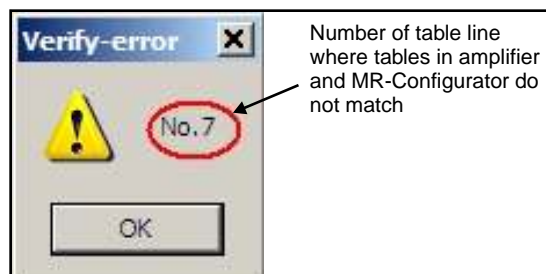 Verify-error
No.7
OK
Number of table line
where tables in amplifier
and MR-Configurator do
not match